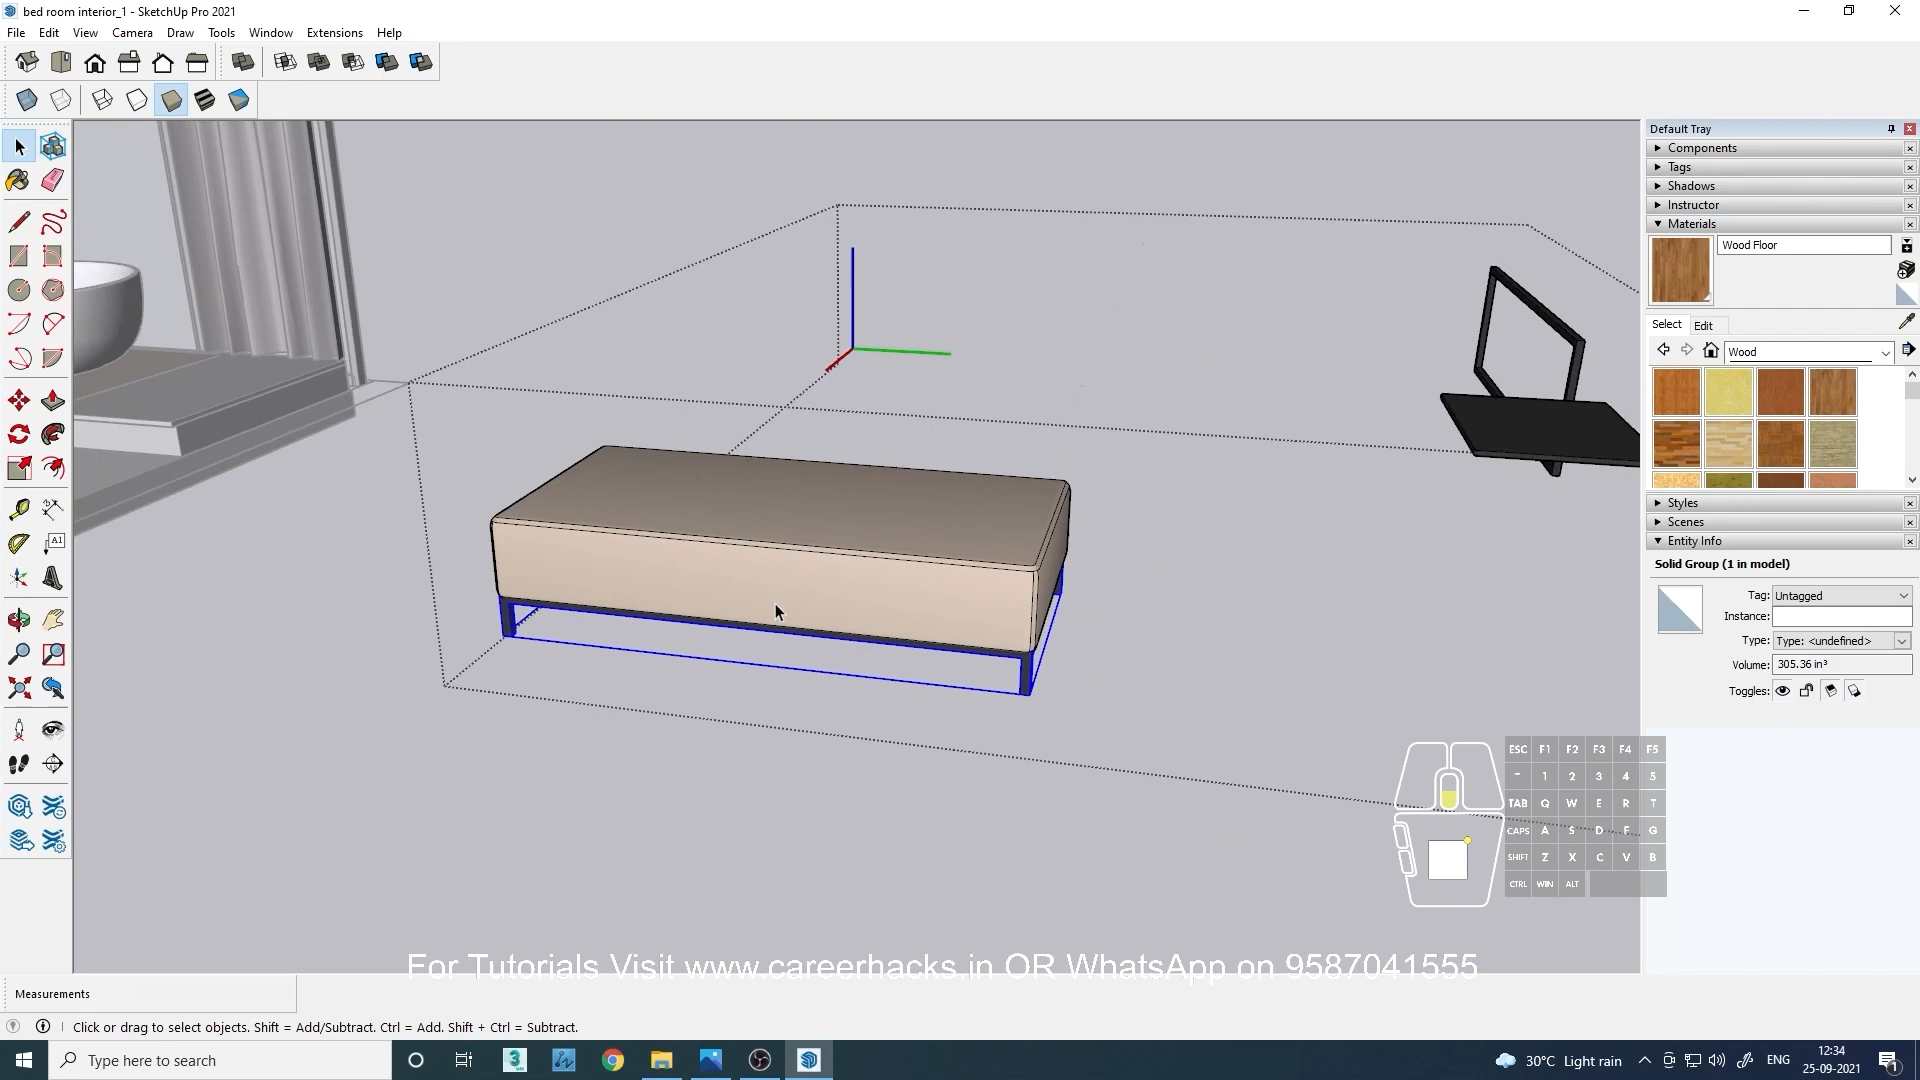 bed room interior_1 - SketchUp Pro 2021
File Edit View Camera Draw Tools Window Extensions Help
Default Tray
Components
Tags
Shadows
Instructor
Materials
Wood Floor
Select Edit
Wood
Styles
Scenes
Entity Info
Solid Group (1 in model)
Tag: Untagged
Instance:
Type: Type: <undefined>
Volume: 305.36 in³
Toggles:
A1
ESC F1 F2 F3 F4 F5
~ 1 2 3 4 5
TAB Q W E R T
CAPS A S D F G
SHIFT Z X C V B
CTRL WIN ALT
For Tutorials Visit www.careerhacks.in OR WhatsApp on 9587041555
Measurements
Click or drag to select objects. Shift = Add/Subtract. Ctrl = Add. Shift + Ctrl = Subtract.
Type here to search
3
30°C Light rain
ENG
12:34
25-09-2021
1